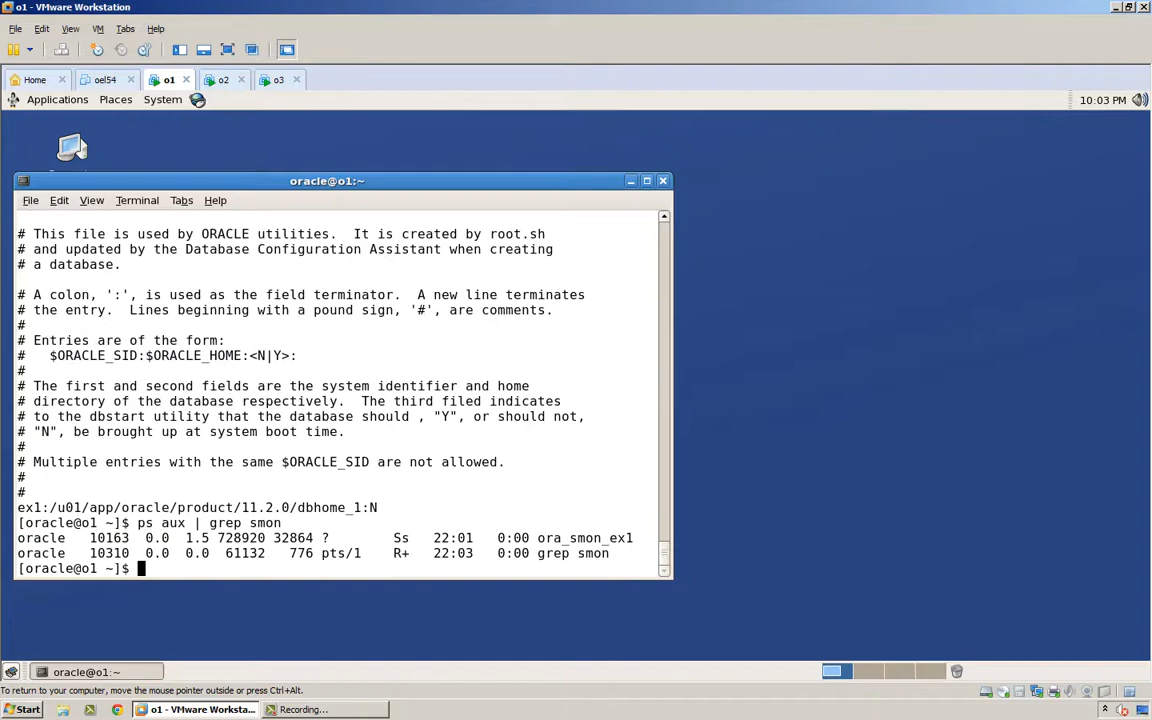 o1 - VMware Workstation
File Edit View VM Tabs Help
Home oel54 o1 o2 o3
Applications Places System 10:03 PM
oracle@o1:~
File Edit View Terminal Tabs Help
# This file is used by ORACLE utilities.  It is created by root.sh
# and updated by the Database Configuration Assistant when creating
# a database.
# A colon, ':', is used as the field terminator.  A new line terminates
# the entry.  Lines beginning with a pound sign, '#', are comments.
#
# Entries are of the form:
#   $ORACLE_SID:$ORACLE_HOME:<N|Y>:
#
# The first and second fields are the system identifier and home
# directory of the database respectively.  The third filed indicates
# to the dbstart utility that the database should , "Y", or should not,
# "N", be brought up at system boot time.
#
# Multiple entries with the same $ORACLE_SID are not allowed.
#
#
ex1:/u01/app/oracle/product/11.2.0/dbhome_1:N
[oracle@o1 ~]$ ps aux | grep smon
oracle   10163  0.0  1.5 728920 32864 ?        Ss   22:01   0:00 ora_smon_ex1
oracle   10310  0.0  0.0  61132   776 pts/1    R+   22:03   0:00 grep smon
[oracle@o1 ~]$
oracle@o1:~
To return to your computer, move the mouse pointer outside or press Ctrl+Alt.
Start o1 - VMware Worksta... Recording...